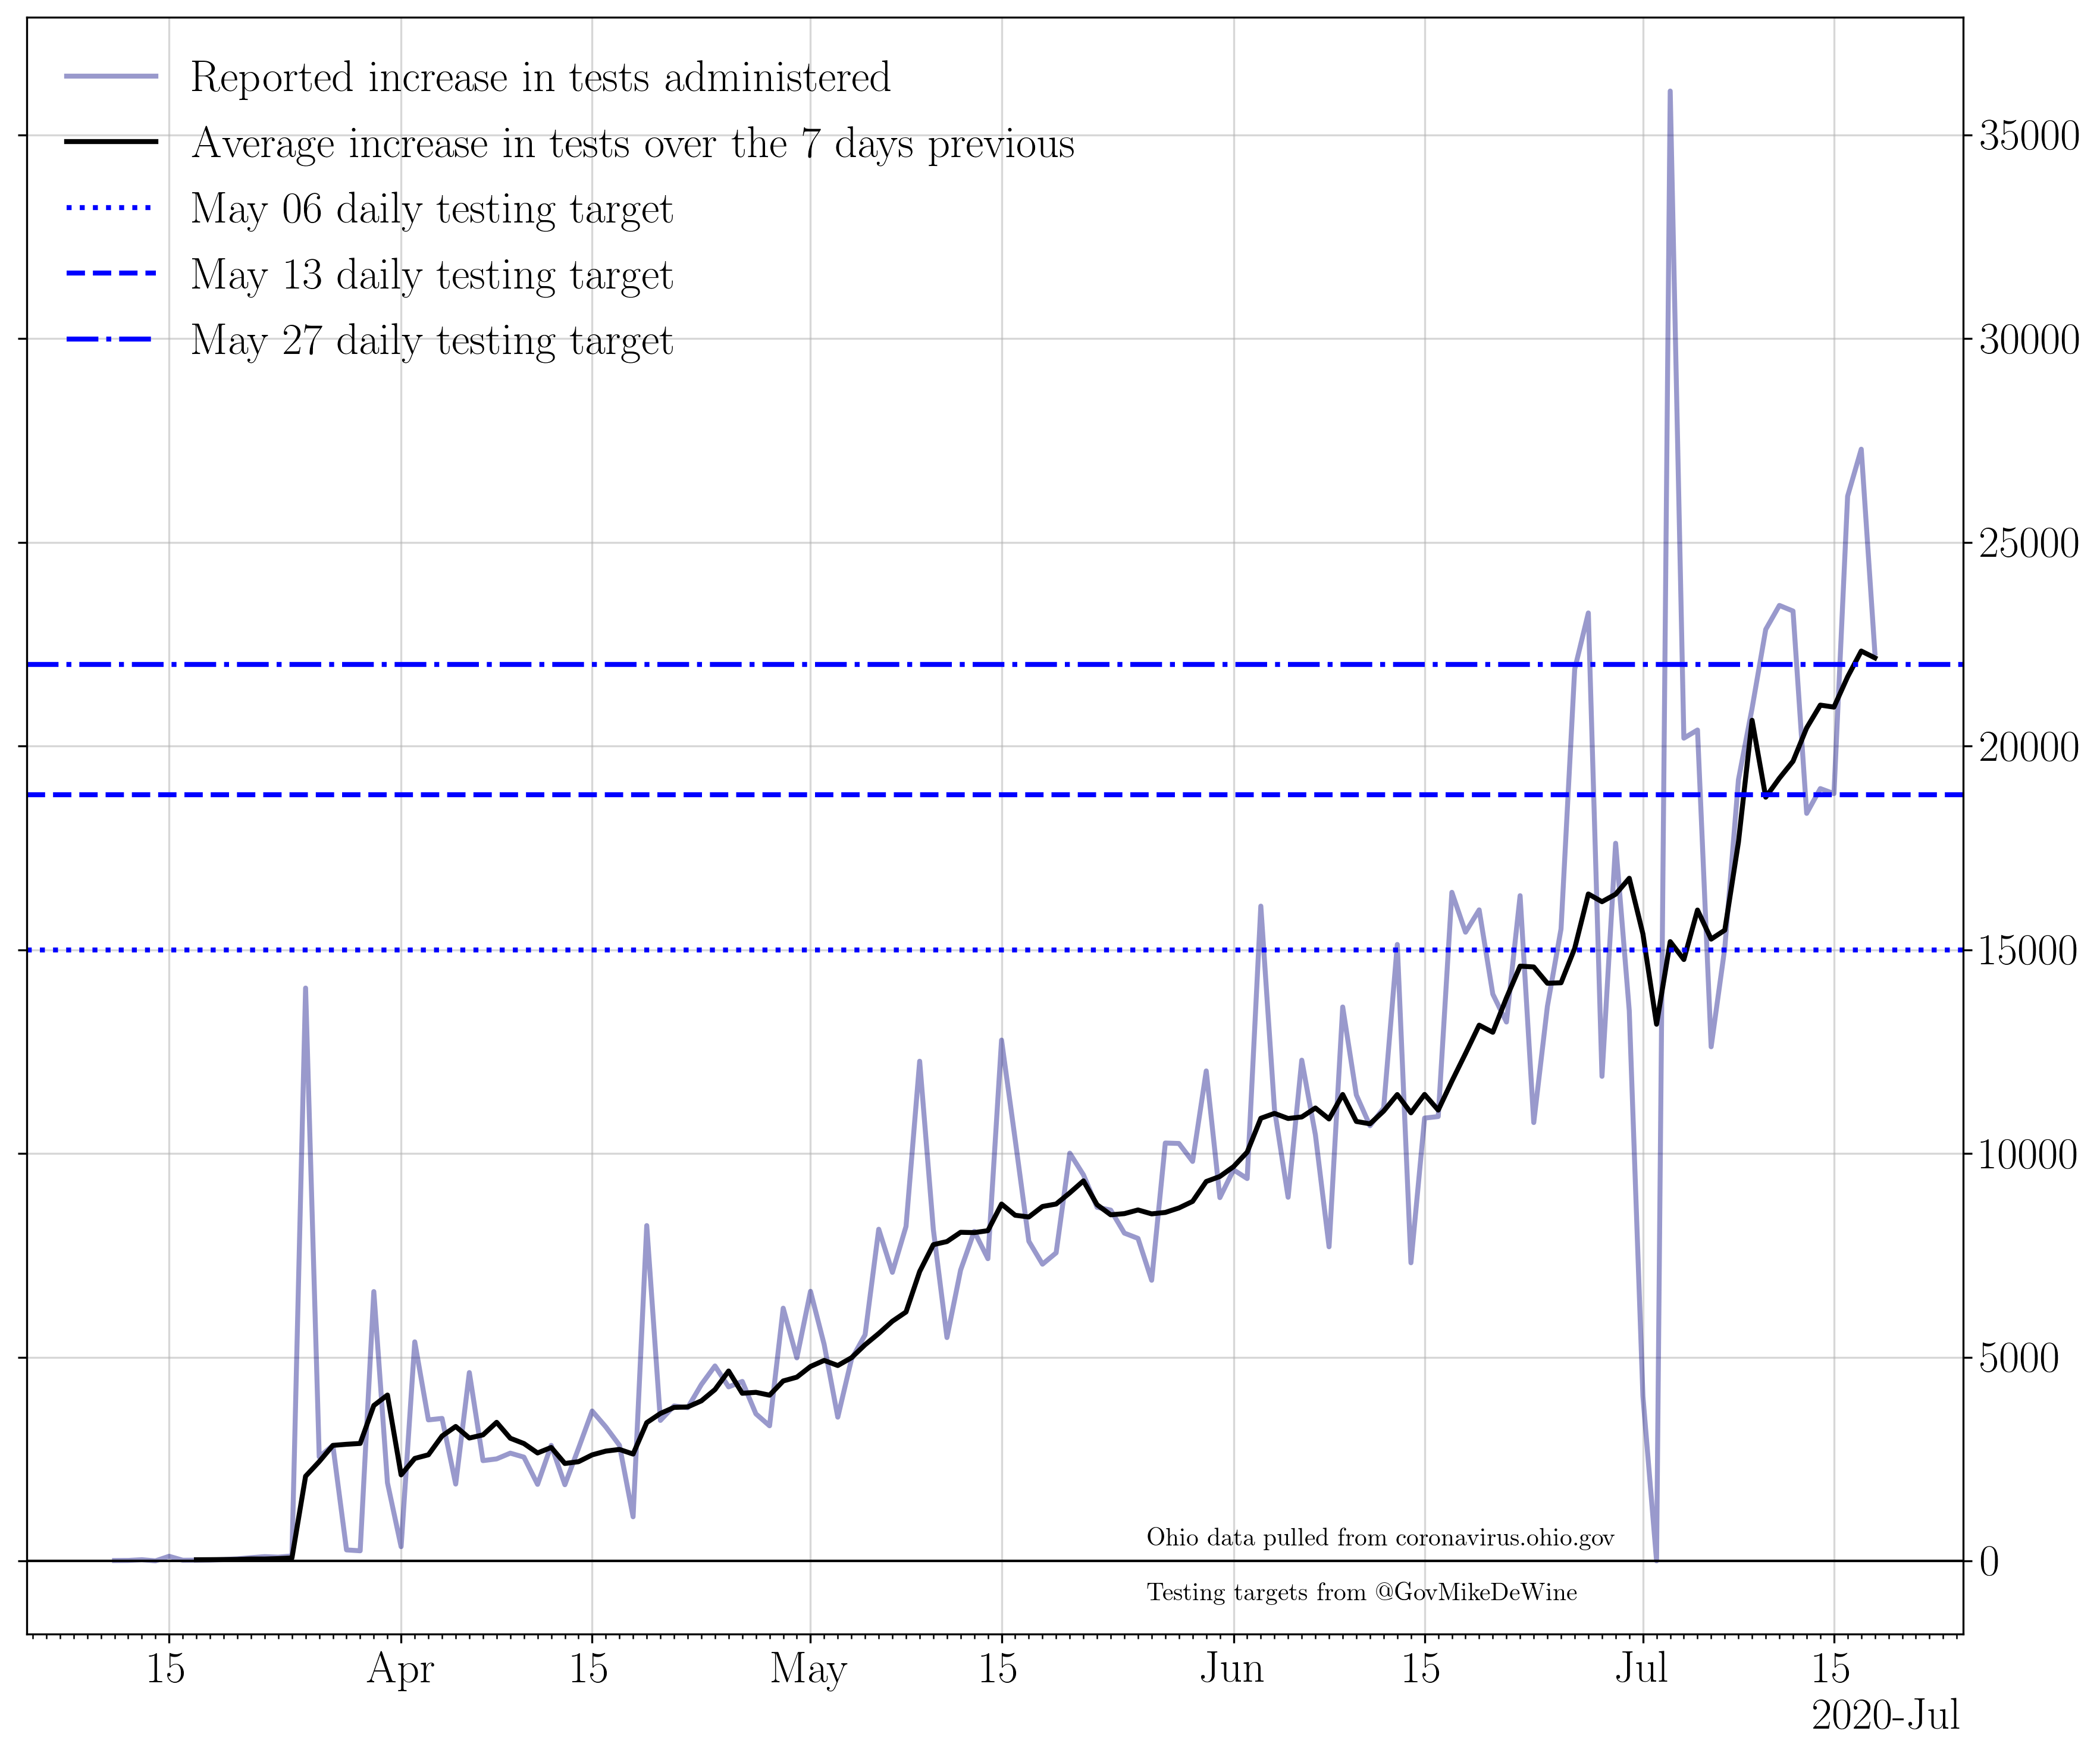 Reported increase in tests administered
Average increase in tests over the 7 days previous
May 06 daily testing target
May 13 daily testing target
May 27 daily testing target
35000
30000
25000
20000
15000
10000
5000
0
Ohio data pulled from coronavirus.ohio.gov
Testing targets from @GovMikeDeWine
15 Apr 15 May 15 Jun 15 Jul 15
2020-Jul